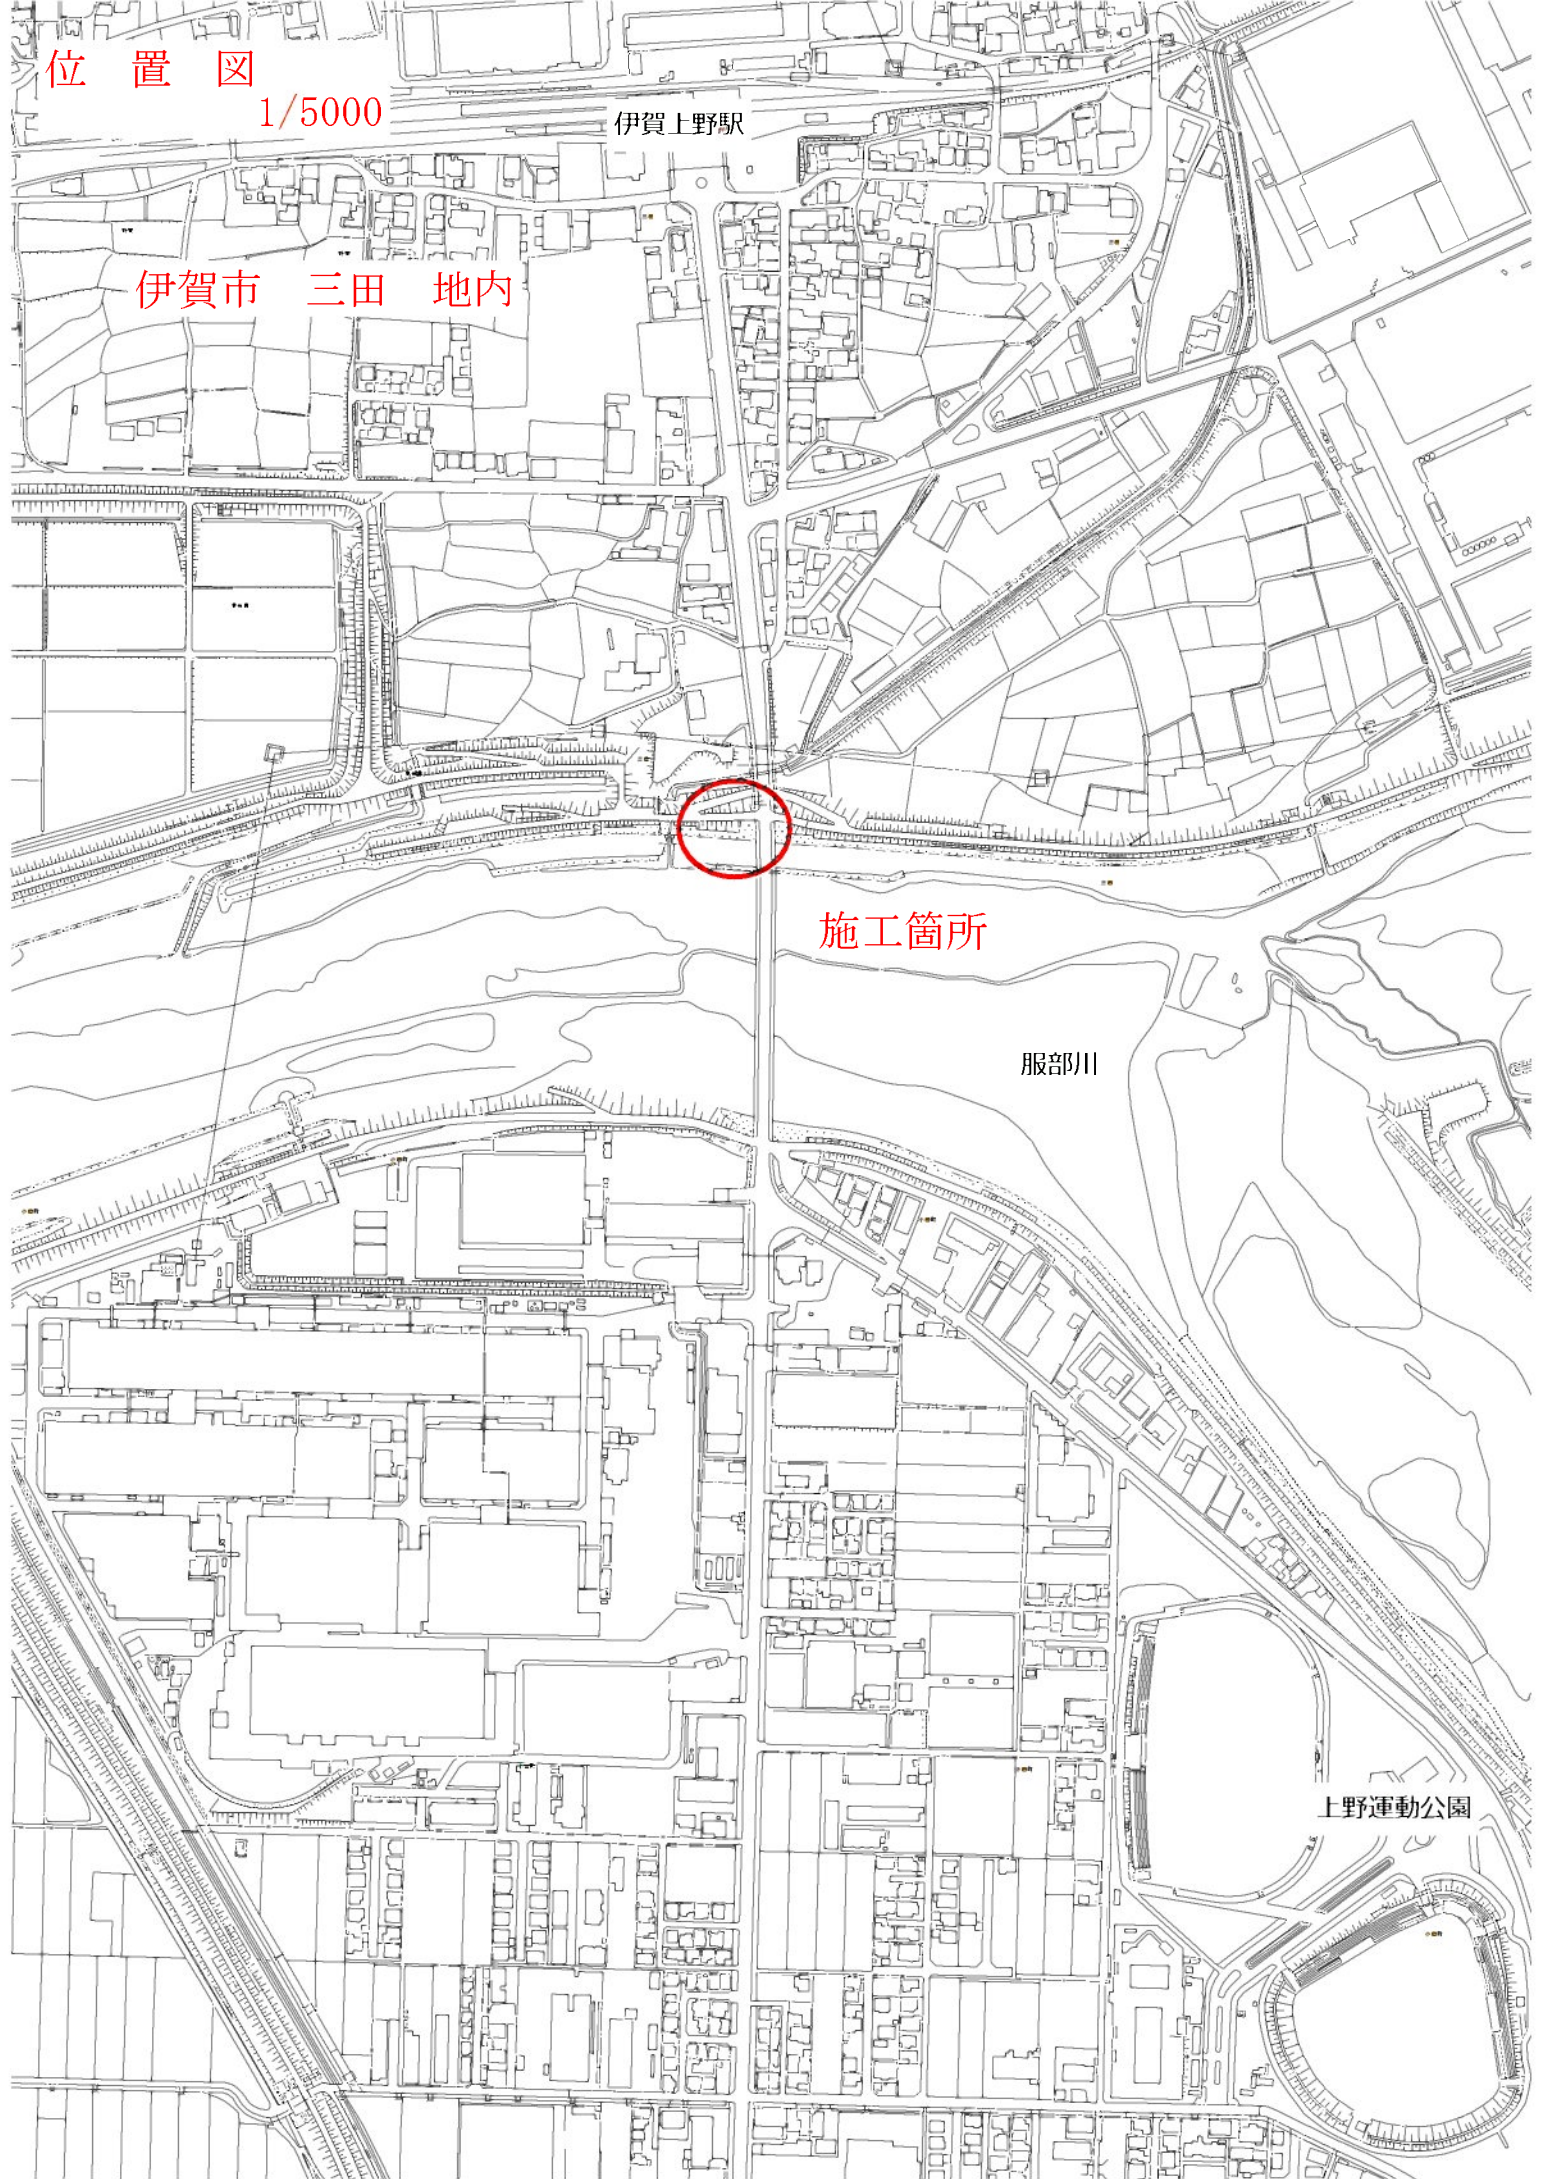 位 置 図
1/5000
伊賀上野駅
伊賀市 三田 地内
施工箇所
服部川
上野運動公園